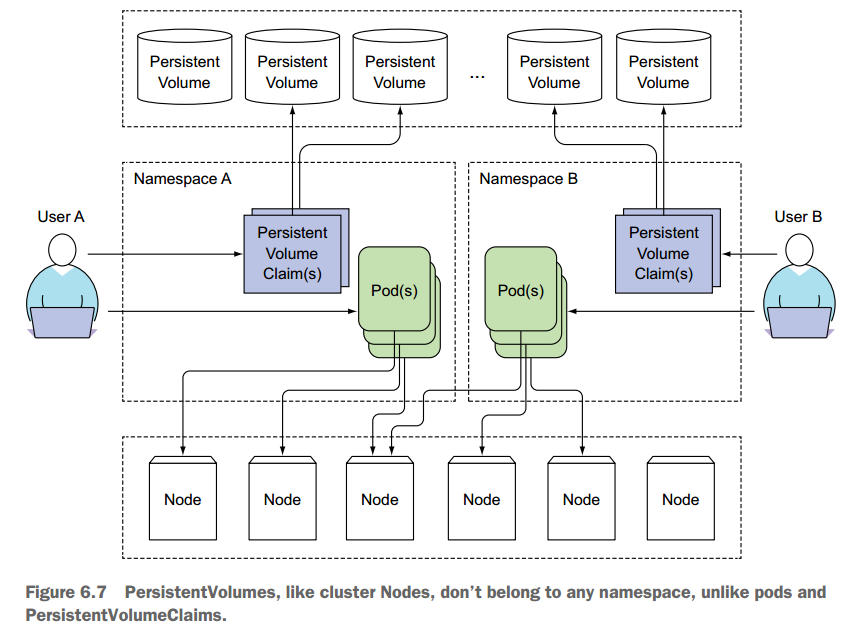 Persistent
Volume
Persistent
Volume
Persistent
Volume
...
Persistent
Volume
Persistent
Volume
Namespace A
Namespace B
User A
User B
Persistent
Volume
Claim(s)
Persistent
Volume
Claim(s)
Pod(s)
Pod(s)
Node
Node
Node
Node
Node
Node
Figure 6.7 PersistentVolumes, like cluster Nodes, don’t belong to any namespace, unlike pods and
PersistentVolumeClaims.